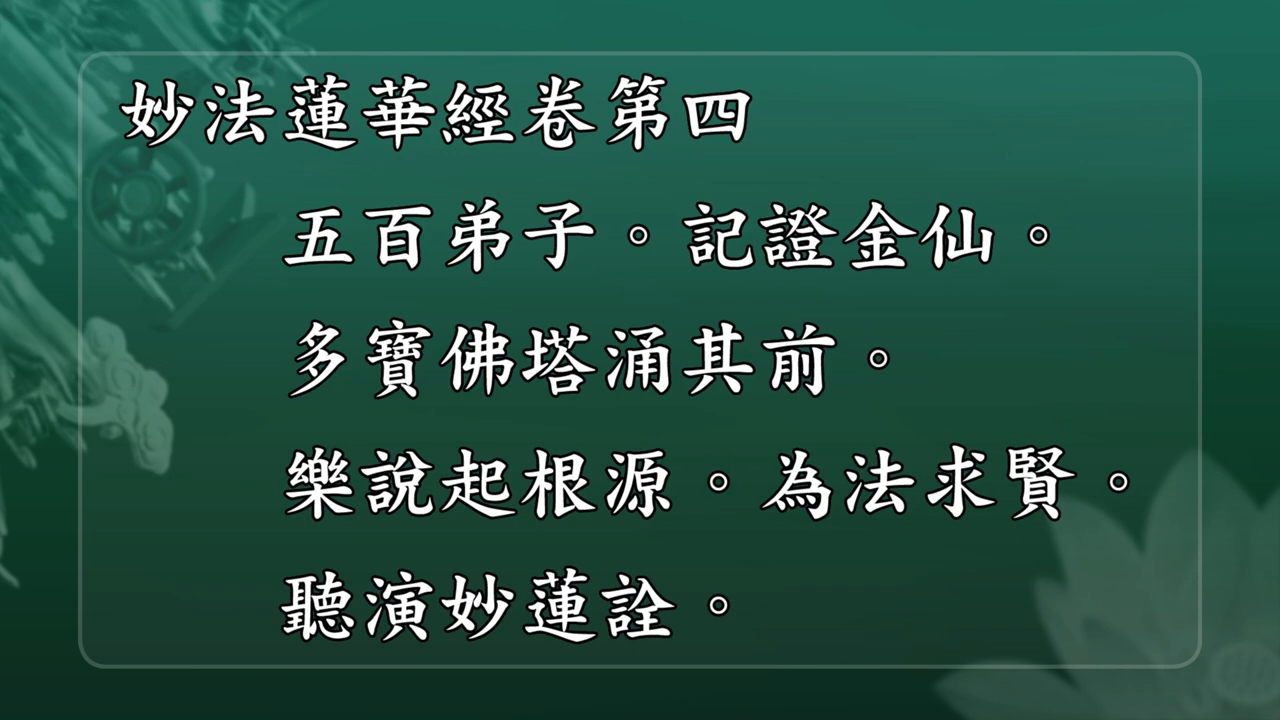 妙法蓮華經卷第四
五百弟子。記證金仙。
多寶佛塔涌其前。
樂說起根源。為法求賢。
聽演妙蓮詮。